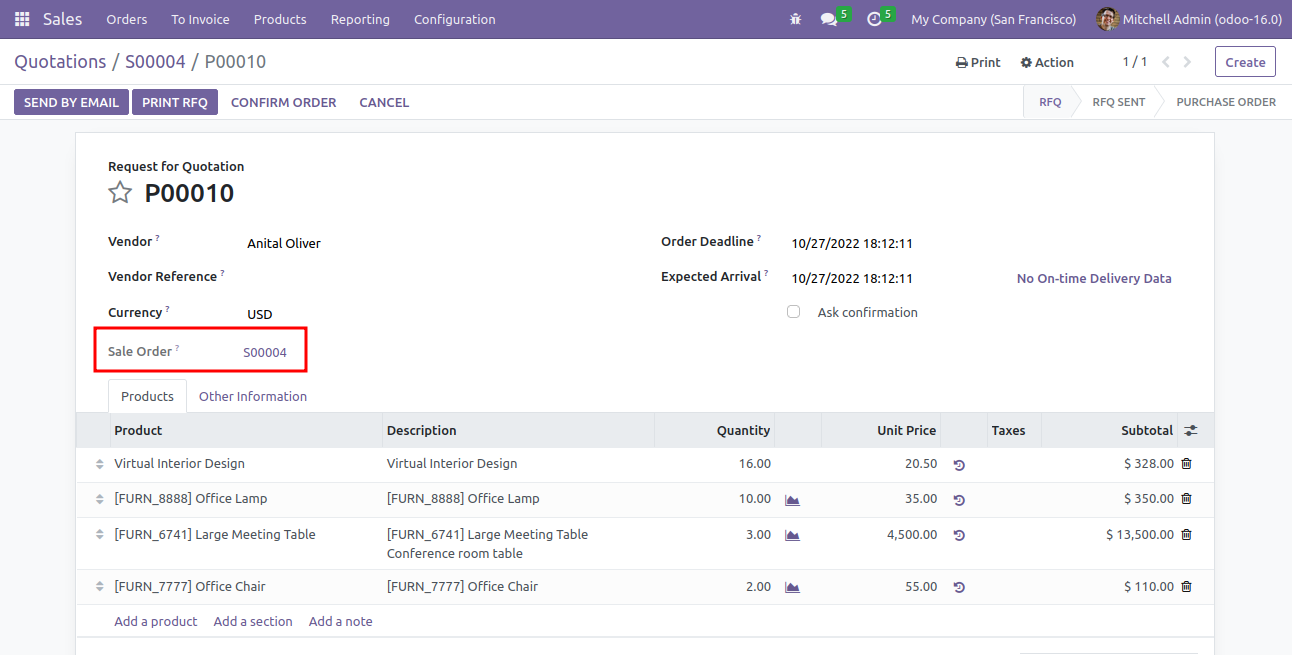 Sales Orders To Invoice Products Reporting Configuration 5 5 My Company (San Francisco) Mitchell Admin (odoo-16.0)
Quotations / S00004 / P00010 Print Action 1 / 1 Create
SEND BY EMAIL PRINT RFQ CONFIRM ORDER CANCEL RFQ RFQ SENT PURCHASE ORDER
Request for Quotation
P00010
Vendor ? Anital Oliver Order Deadline ? 10/27/2022 18:12:11
Vendor Reference ? Expected Arrival ? 10/27/2022 18:12:11 No On-time Delivery Data
Currency ? USD Ask confirmation
Sale Order ? S00004
Products Other Information
Product Description Quantity Unit Price Taxes Subtotal
Virtual Interior Design Virtual Interior Design 16.00 20.50 $ 328.00
[FURN_8888] Office Lamp [FURN_8888] Office Lamp 10.00 35.00 $ 350.00
[FURN_6741] Large Meeting Table [FURN_6741] Large Meeting Table 3.00 4,500.00 $ 13,500.00
Conference room table
[FURN_7777] Office Chair [FURN_7777] Office Chair 2.00 55.00 $ 110.00
Add a product Add a section Add a note